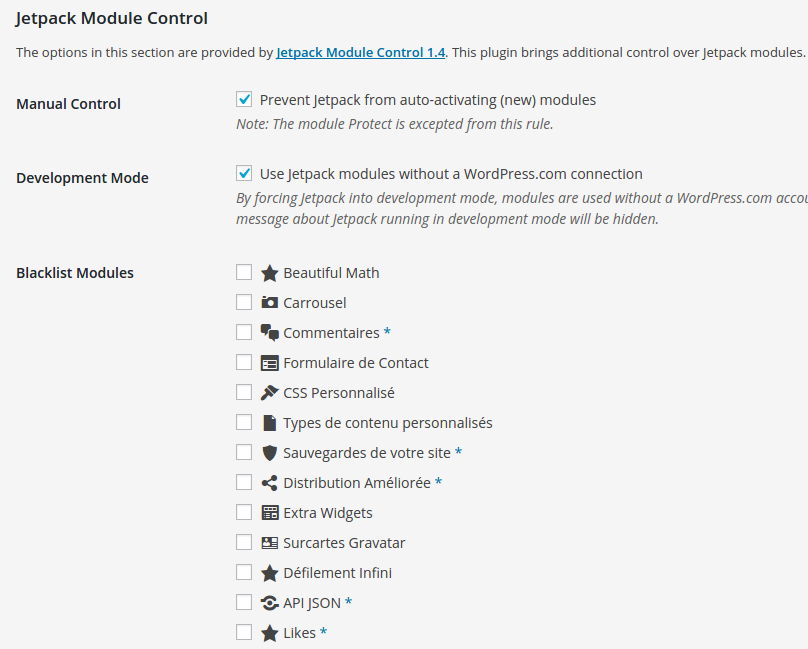 Jetpack Module Control
The options in this section are provided by Jetpack Module Control 1.4. This plugin brings additional control over Jetpack modules.
Manual Control
Prevent Jetpack from auto-activating (new) modules
Note: The module Protect is excepted from this rule.
Development Mode
Use Jetpack modules without a WordPress.com connection
By forcing Jetpack into development mode, modules are used without a WordPress.com
message about Jetpack running in development mode will be hidden.
Blacklist Modules
Beautiful Math
Carrousel
Commentaires *
Formulaire de Contact
CSS Personnalisé
Types de contenu personnalisés
Sauvegardes de votre site *
Distribution Améliorée *
Extra Widgets
Surcartes Gravatar
Défilement Infini
API JSON *
Likes *